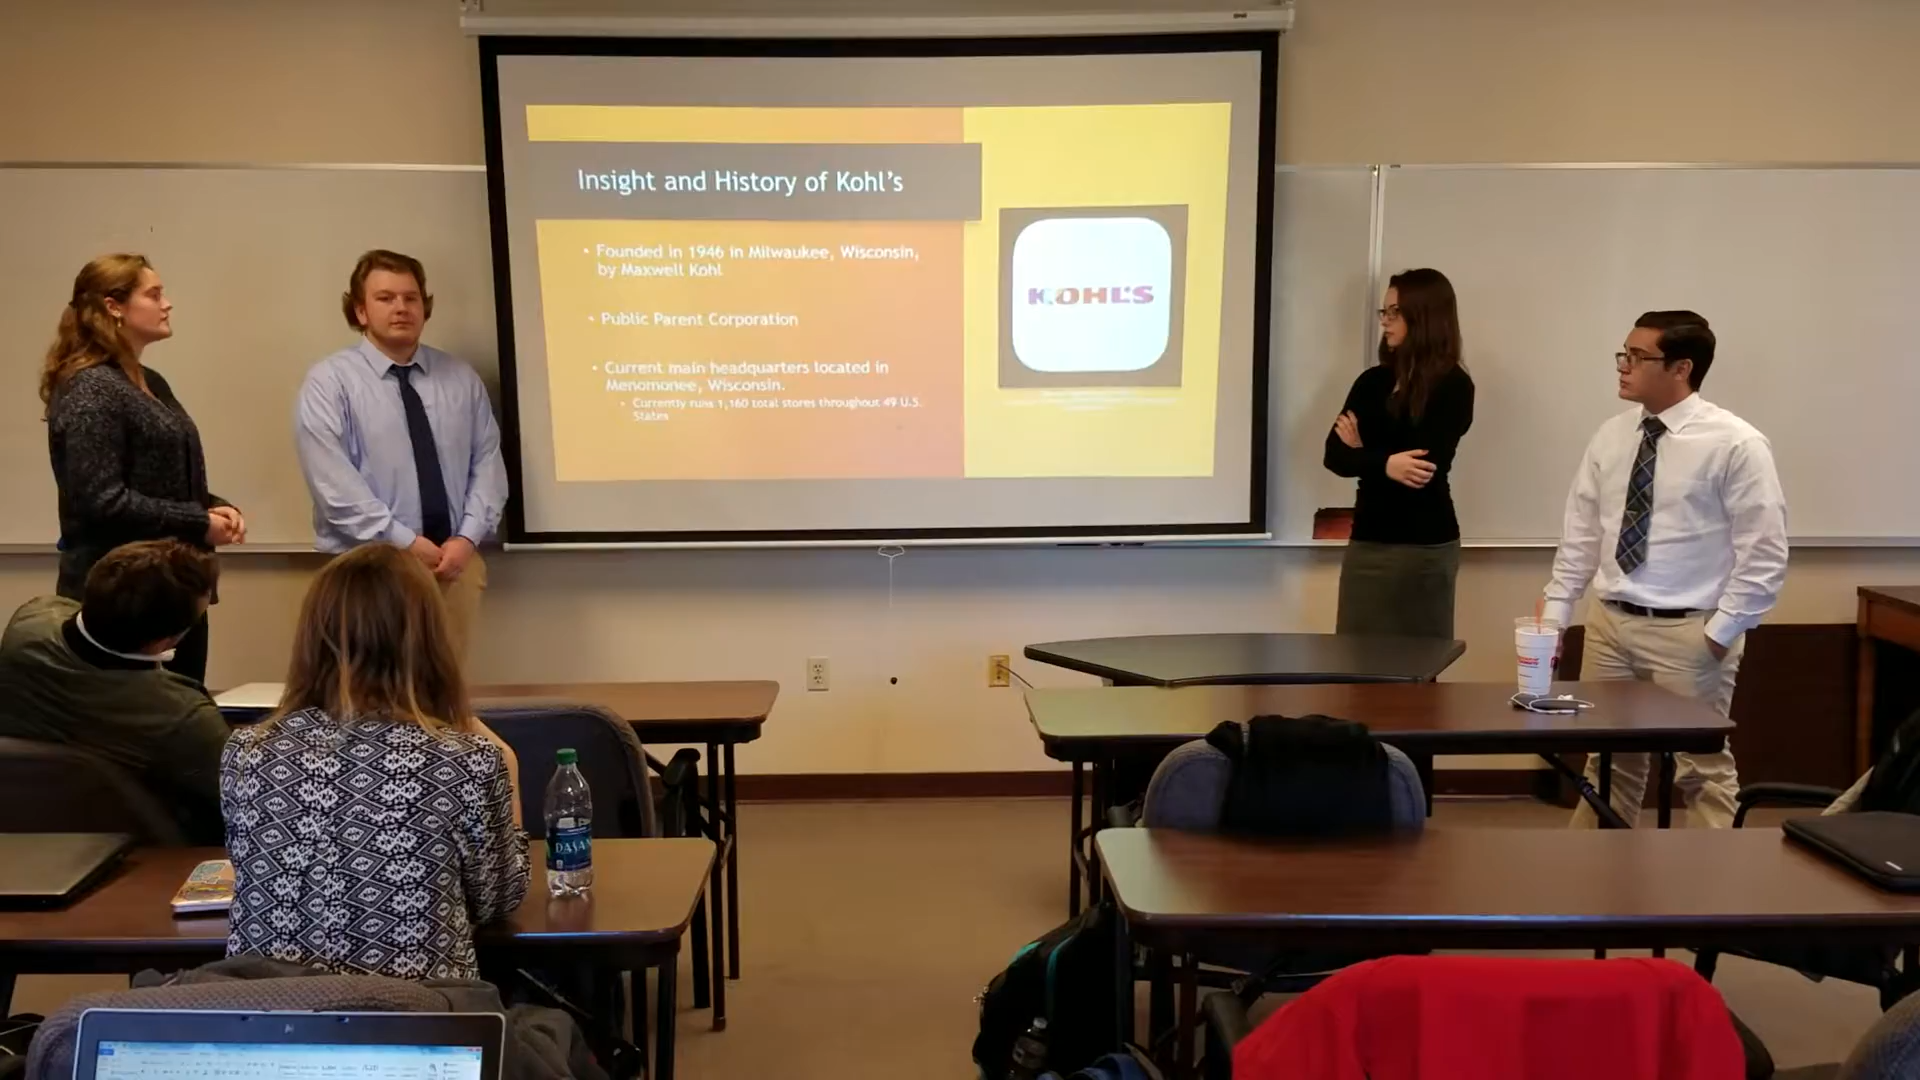 Insight and History of Kohl's
• Founded in 1946 in Milwaukee, Wisconsin,
by Maxwell Kohl
• Public Parent Corporation
• Current main headquarters located in
Menomonee, Wisconsin.
• Currently runs 1,160 total stores throughout 49 U.S.
States
KOHL'S
DASANI